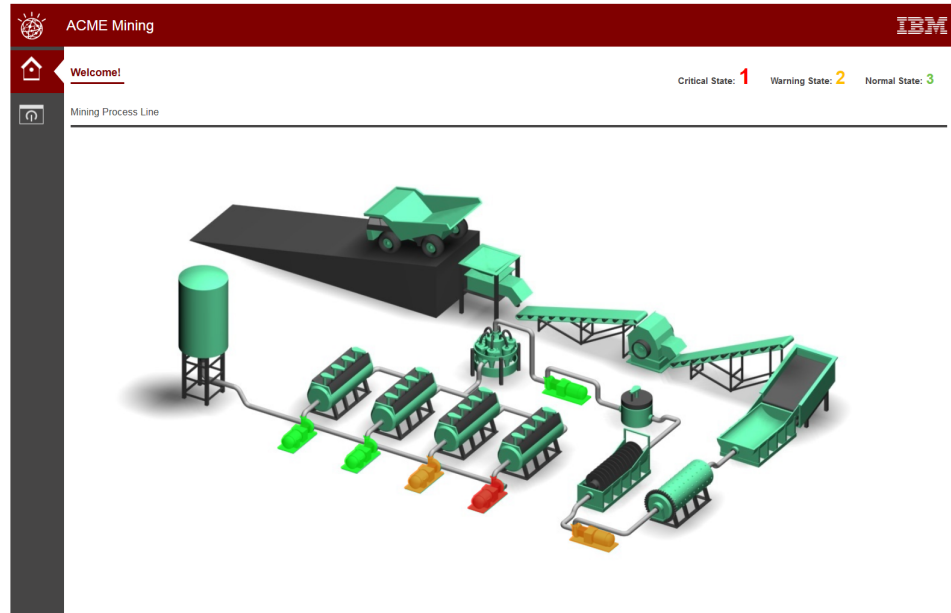 ACME Mining
IBM
Welcome!
Critical State: 1 Warning State: 2 Normal State: 3
Mining Process Line